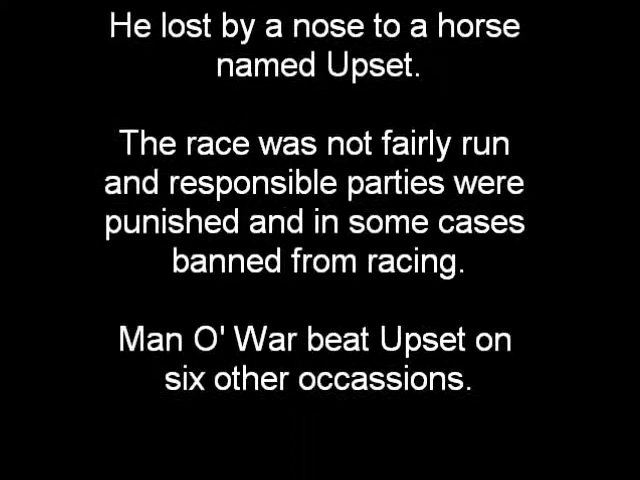 He lost by a nose to a horse
named Upset.
The race was not fairly run
and responsible parties were
punished and in some cases
banned from racing.
Man O' War beat Upset on
six other occassions.